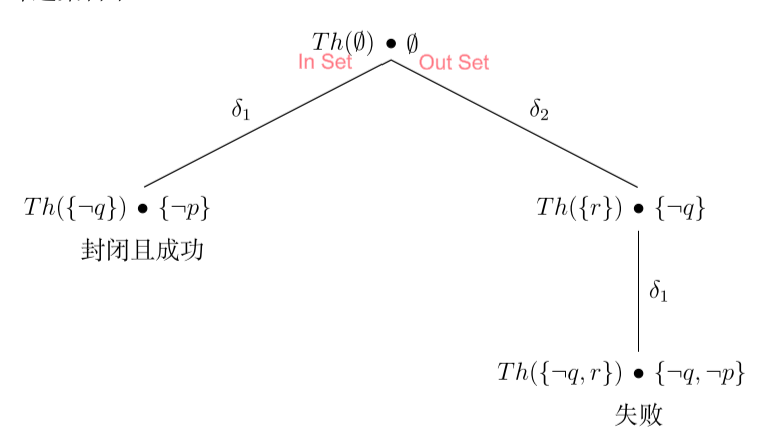 Th(∅) • ∅
In Set Out Set
δ₁ δ₂
Th({¬q}) • {¬p} Th({r}) • {¬q}
封闭且成功
δ₁
Th({¬q, r}) • {¬q, ¬p}
失败